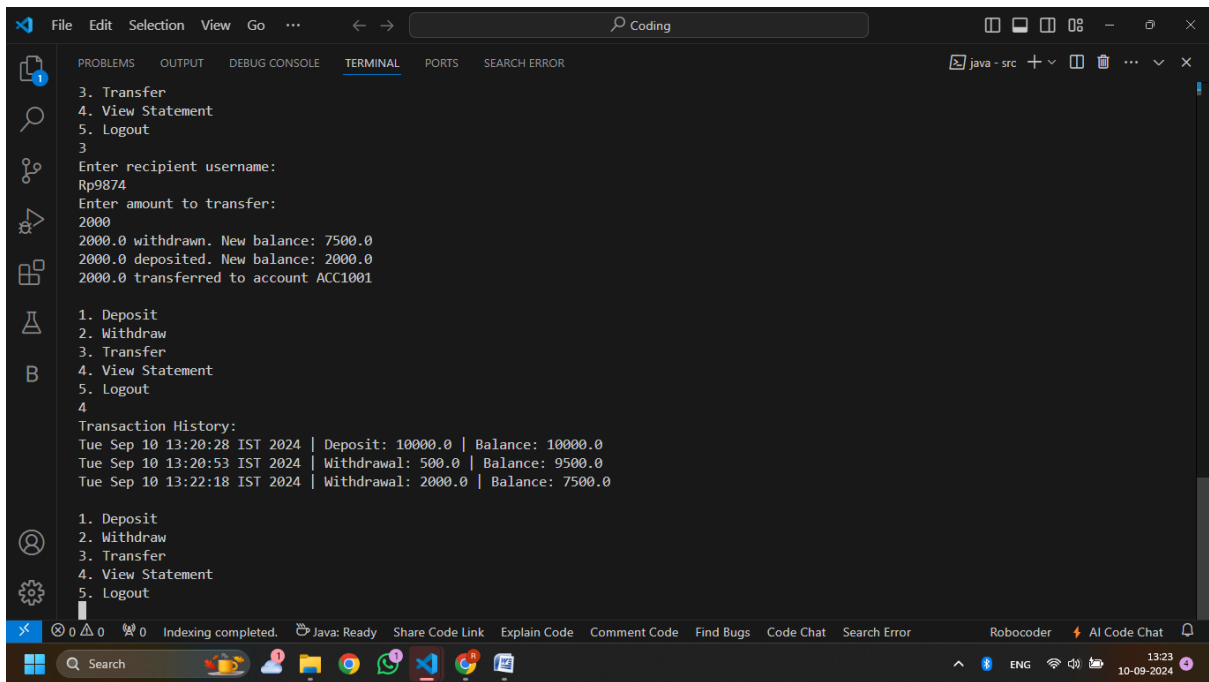 File Edit Selection View Go ··· Coding
PROBLEMS OUTPUT DEBUG CONSOLE TERMINAL PORTS SEARCH ERROR java - src
3. Transfer
4. View Statement
5. Logout
3
Enter recipient username:
Rp9874
Enter amount to transfer:
2000
2000.0 withdrawn. New balance: 7500.0
2000.0 deposited. New balance: 2000.0
2000.0 transferred to account ACC1001
1. Deposit
2. Withdraw
3. Transfer
4. View Statement
5. Logout
4
Transaction History:
Tue Sep 10 13:20:28 IST 2024 | Deposit: 10000.0 | Balance: 10000.0
Tue Sep 10 13:20:53 IST 2024 | Withdrawal: 500.0 | Balance: 9500.0
Tue Sep 10 13:22:18 IST 2024 | Withdrawal: 2000.0 | Balance: 7500.0
1. Deposit
2. Withdraw
3. Transfer
4. View Statement
5. Logout
1
B
0 0 0 Indexing completed. Java: Ready Share Code Link Explain Code Comment Code Find Bugs Code Chat Search Error Robocoder AI Code Chat
Search 1 1 R ENG 13:23 4
10-09-2024